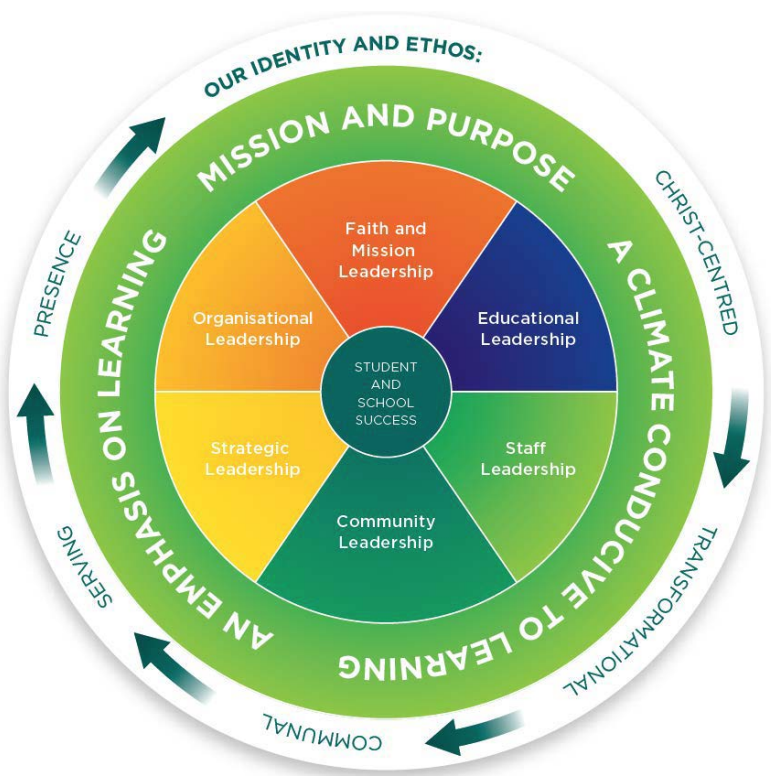 OUR IDENTITY AND ETHOS:
CHRIST-CENTRED
TRANSFORMATIONAL
COMMUNAL
SERVING
PRESENCE
MISSION AND PURPOSE
A CLIMATE CONDUCIVE TO LEARNING
AN EMPHASIS ON LEARNING
Faith and
Mission
Leadership
Educational
Leadership
Staff
Leadership
Community
Leadership
Strategic
Leadership
Organisational
Leadership
STUDENT
AND
SCHOOL
SUCCESS